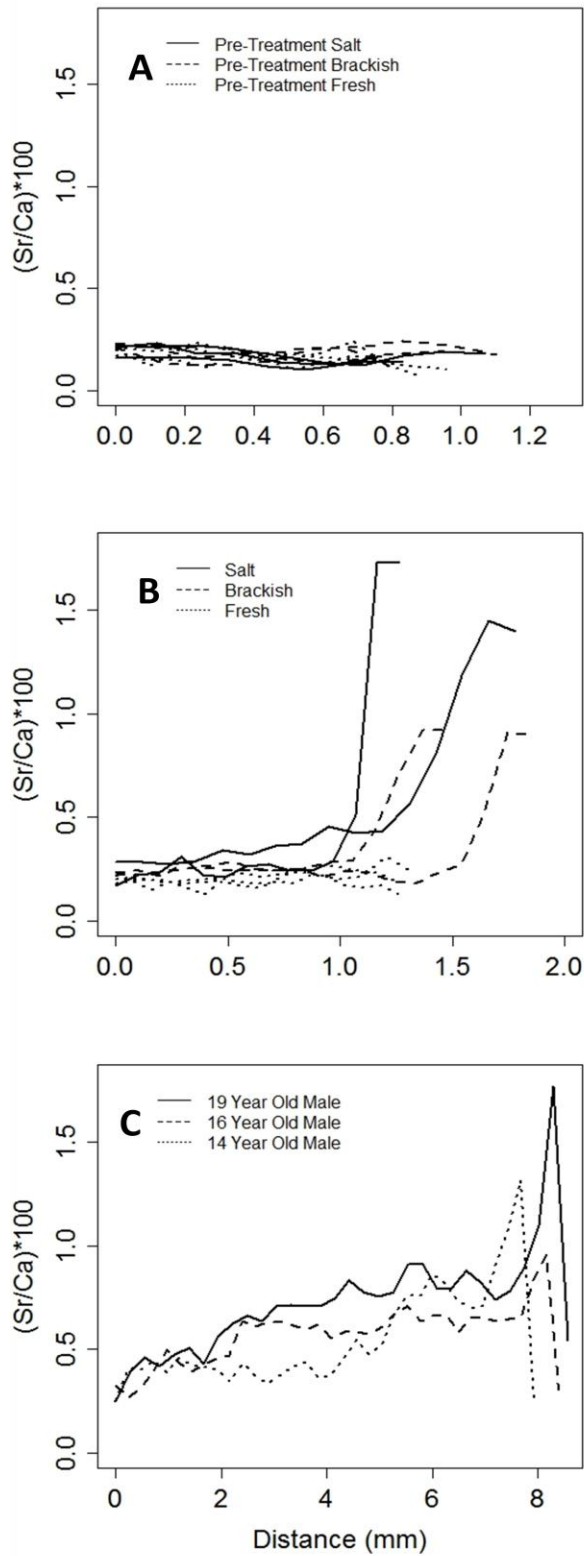 A
Pre-Treatment Salt
Pre-Treatment Brackish
Pre-Treatment Fresh
(Sr/Ca)*100
1.5
1.0
0.5
0.0
0.0 0.2 0.4 0.6 0.8 1.0 1.2
B
Salt
Brackish
Fresh
(Sr/Ca)*100
1.5
1.0
0.5
0.0
0.0 0.5 1.0 1.5 2.0
C
19 Year Old Male
16 Year Old Male
14 Year Old Male
(Sr/Ca)*100
1.5
1.0
0.5
0.0
0 2 4 6 8
Distance (mm)